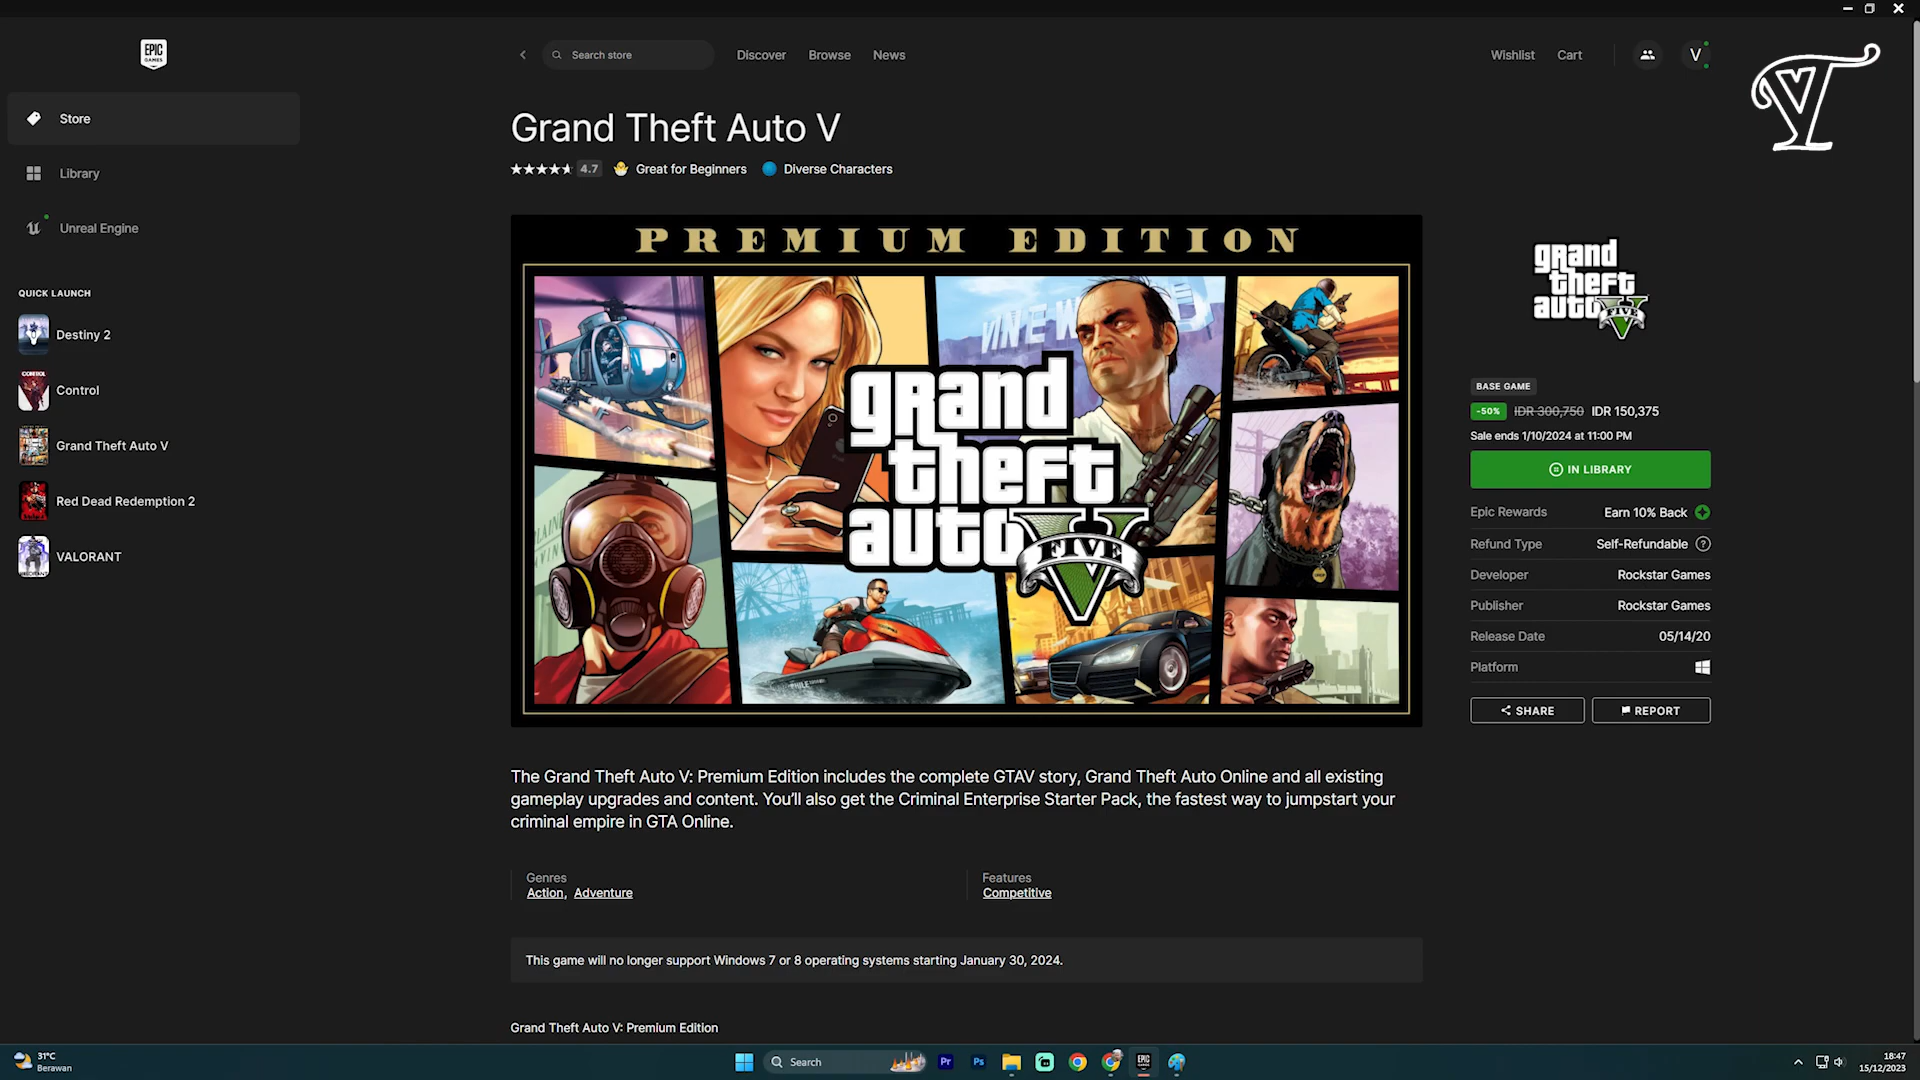 EPIC
GAMES
Search store
Discover
Browse
News
Wishlist
Cart
V
VT
Store
Library
Unreal Engine
QUICK LAUNCH
Destiny 2
Control
Grand Theft Auto V
Red Dead Redemption 2
VALORANT
Grand Theft Auto V
4.7
Great for Beginners
Diverse Characters
PREMIUM EDITION
VINEW
grand
theft
auto V
FIVE
grand
theft
auto V
FIVE
BASE GAME
-50% IDR 300,750 IDR 150,375
Sale ends 1/10/2024 at 11:00 PM
IN LIBRARY
Epic Rewards Earn 10% Back
Refund Type Self-Refundable
Developer Rockstar Games
Publisher Rockstar Games
Release Date 05/14/20
Platform
SHARE
REPORT
The Grand Theft Auto V: Premium Edition includes the complete GTAV story, Grand Theft Auto Online and all existing
gameplay upgrades and content. You’ll also get the Criminal Enterprise Starter Pack, the fastest way to jumpstart your
criminal empire in GTA Online.
Genres
Action, Adventure
Features
Competitive
This game will no longer support Windows 7 or 8 operating systems starting January 30, 2024.
Grand Theft Auto V: Premium Edition
31°C
Berawan
Search
Pr
Ps
EPIC
18:47
15/12/2023